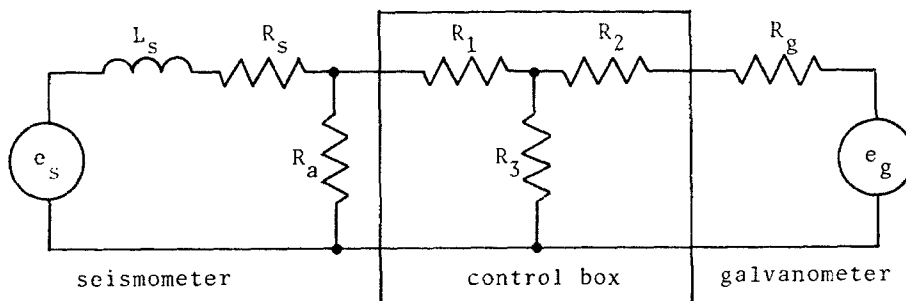 L_s R_s R_1 R_2 R_g
e_s R_a R_3 e_g
seismometer control box galvanometer